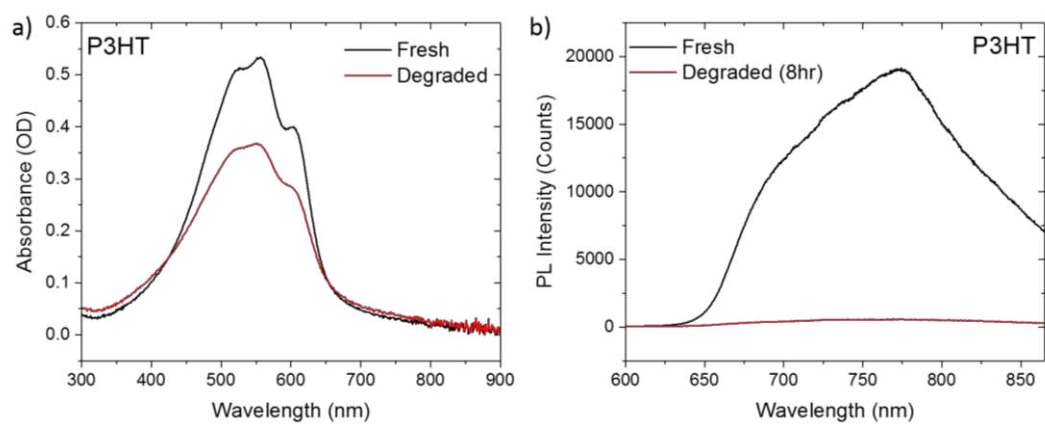 a)
P3HT
Fresh
Degraded
0.6
0.5
0.4
0.3
0.2
0.1
0.0
Absorbance (OD)
300 400 500 600 700 800 900
Wavelength (nm)
b)
P3HT
Fresh
Degraded (8hr)
20000
15000
10000
5000
0
PL Intensity (Counts)
600 650 700 750 800 850
Wavelength (nm)